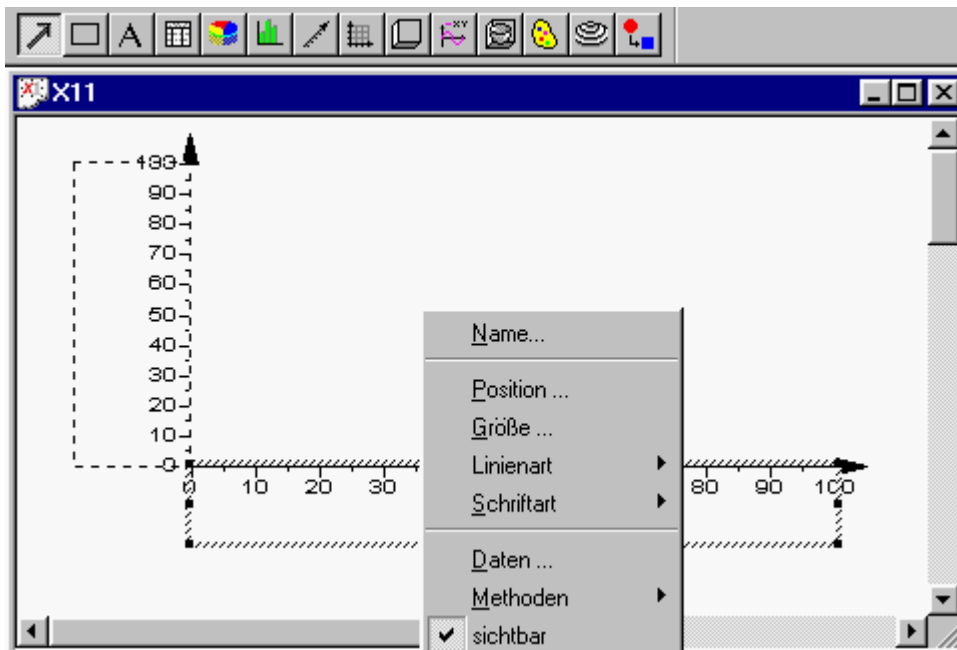 A
XY
X11
100
90
80
70
60
50
40
30
20
10
0
0 10 20 30 80 90 100
Name...
Position ...
Größe ...
Linienart
Schriftart
Daten ...
Methoden
sichtbar